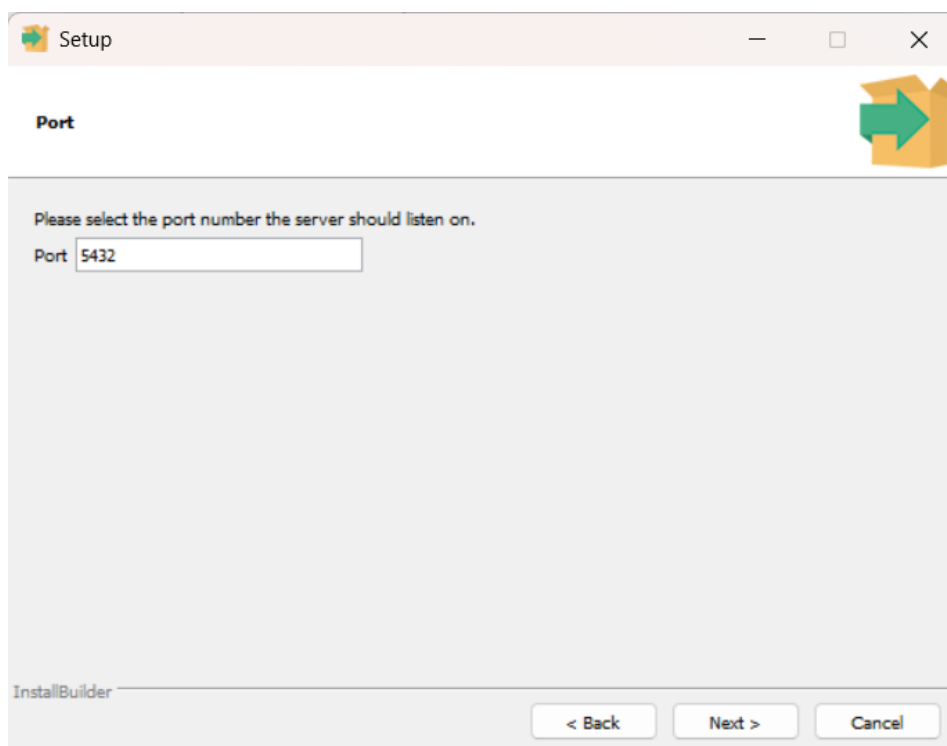 Setup
Port
Please select the port number the server should listen on.
Port 5432
InstallBuilder
< Back Next > Cancel